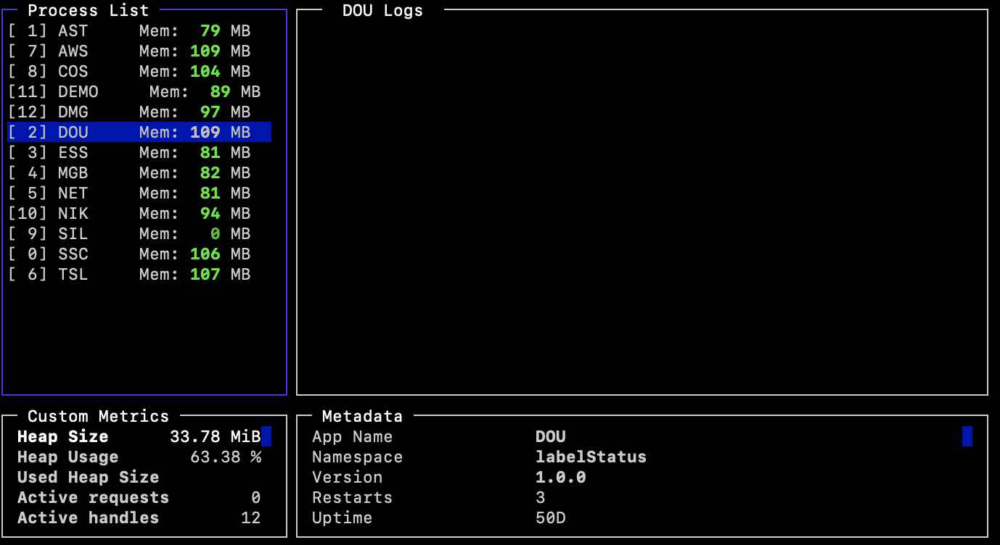 Process List
[ 1] AST     Mem:  79 MB
[ 7] AWS     Mem: 109 MB
[ 8] COS     Mem: 104 MB
[11] DEMO     Mem:  89 MB
[12] DMG     Mem:  97 MB
[ 2] DOU     Mem: 109 MB
[ 3] ESS     Mem:  81 MB
[ 4] MGB     Mem:  82 MB
[ 5] NET     Mem:  81 MB
[10] NIK     Mem:  94 MB
[ 9] SIL     Mem:   0 MB
[ 0] SSC     Mem: 106 MB
[ 6] TSL     Mem: 107 MB
DOU Logs
Custom Metrics
Heap Size 33.78 MiB
Heap Usage 63.38 %
Used Heap Size
Active requests 0
Active handles 12
Metadata
App Name DOU
Namespace labelStatus
Version 1.0.0
Restarts 3
Uptime 50D